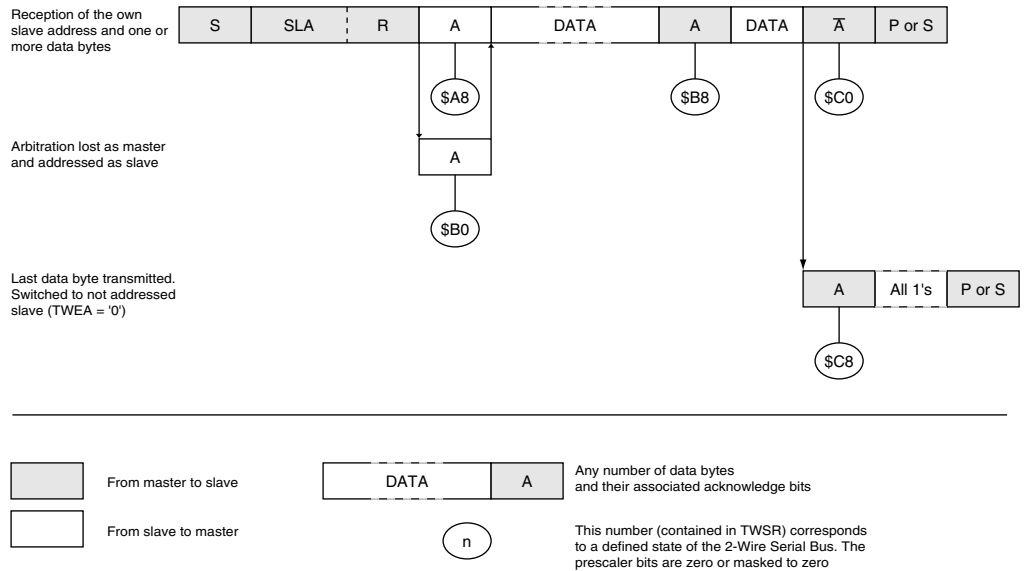 Reception of the own
slave address and one or
more data bytes
S SLA R A DATA A DATA A̅ P or S
$A8 $B8 $C0
Arbitration lost as master
and addressed as slave
A
$B0
Last data byte transmitted.
Switched to not addressed
slave (TWEA = '0')
A All 1's P or S
$C8
From master to slave
From slave to master
DATA A
Any number of data bytes
and their associated acknowledge bits
n
This number (contained in TWSR) corresponds
to a defined state of the 2-Wire Serial Bus. The
prescaler bits are zero or masked to zero